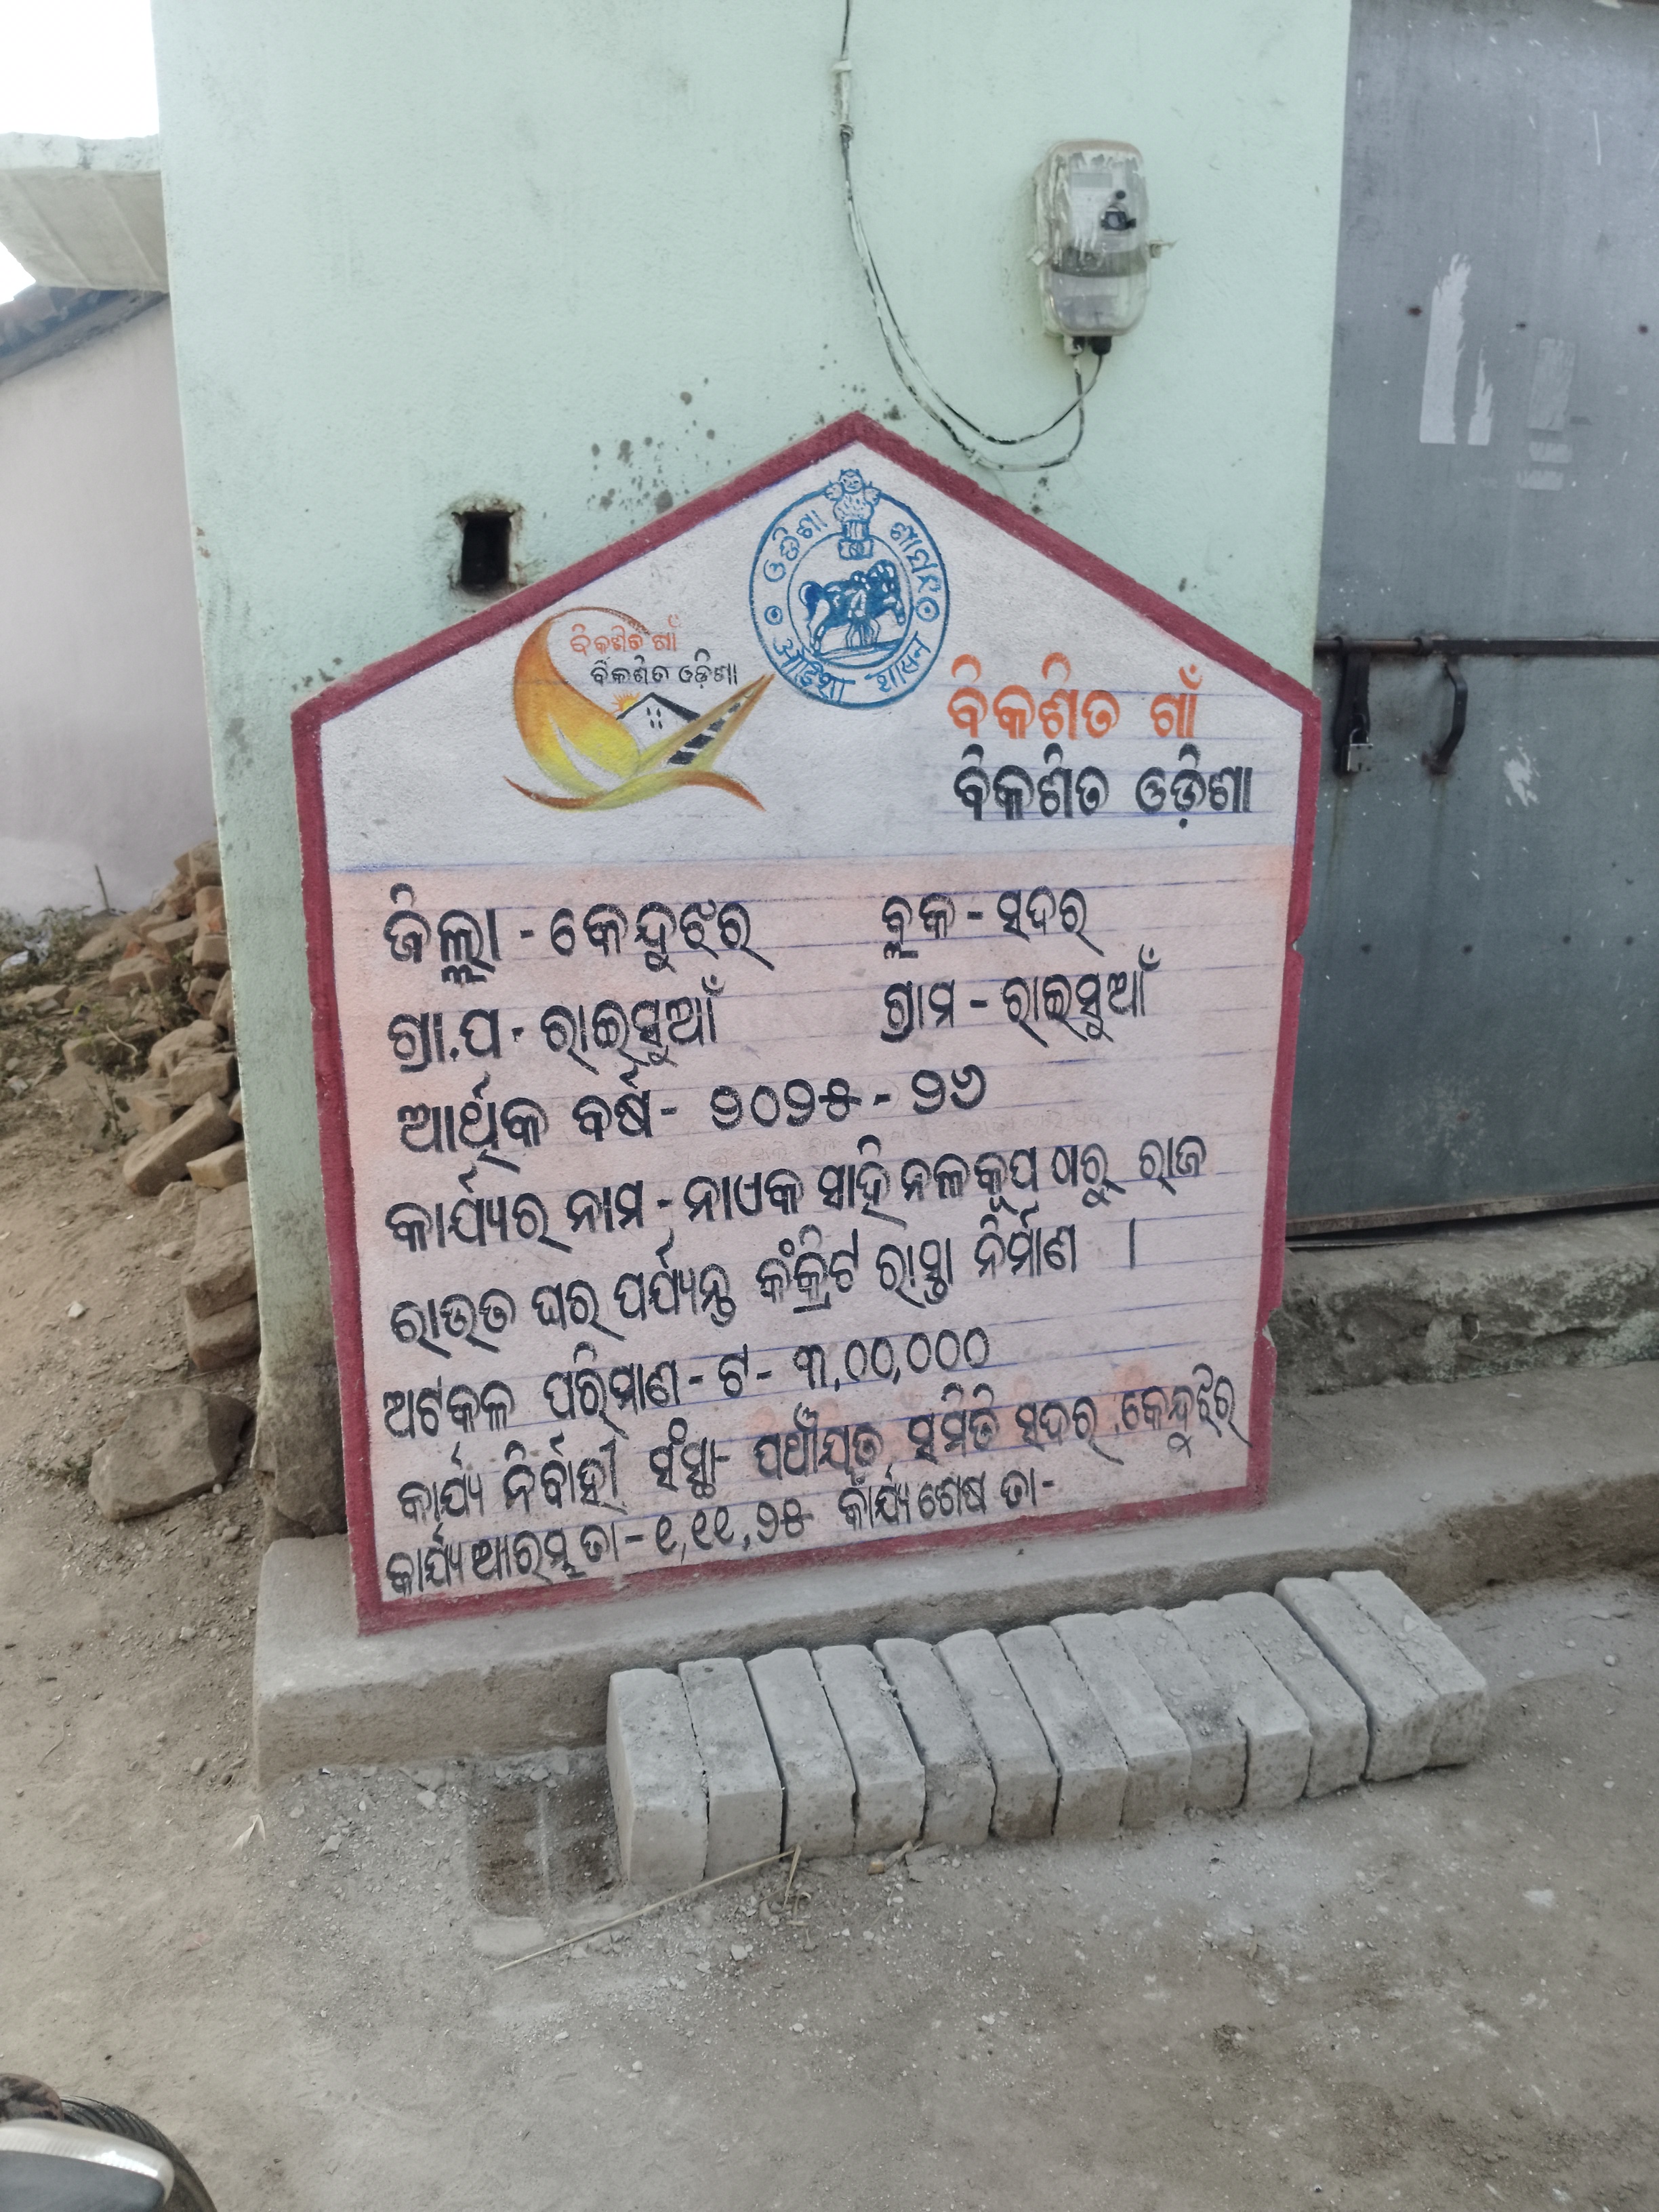 ଓଡ଼ିଶା ଶାସନ
ओडिशा शासन
ବିକଶିତ ଗାଁ
ବିକଶିତ ଓଡ଼ିଶା
ବିକଶିତ ଗାଁ
ବିକଶିତ ଓଡ଼ିଶା
ଜିଲ୍ଲା - କେନ୍ଦୁଝର ବ୍ଲକ - ସଦର
ଗ୍ରା.ପ - ରାଇସୁଆଁ ଗ୍ରାମ - ରାଇସୁଆଁ
ଆର୍ଥିକ ବର୍ଷ - ୨୦୨୫ - ୨୬
କାର୍ଯ୍ୟର ନାମ - ନାଏକ ସାହି ନଳକୂପ ଠାରୁ ରାଜ
ରାଉତ ଘର ପର୍ଯ୍ୟନ୍ତ କଂକ୍ରିଟ ରାସ୍ତା ନିର୍ମାଣ ।
ଅଟକଳ ପରିମାଣ - ଟ - ୩,୦୦,୦୦୦
କାର୍ଯ୍ୟ ନିର୍ବାହୀ ସଂସ୍ଥା - ପଞ୍ଚାୟତ ସମିତି ସଦର, କେନ୍ଦୁଝର
କାର୍ଯ୍ୟ ଆରମ୍ଭ ତା - ୧,୧୧,୨୫ କାର୍ଯ୍ୟ ଶେଷ ତା -